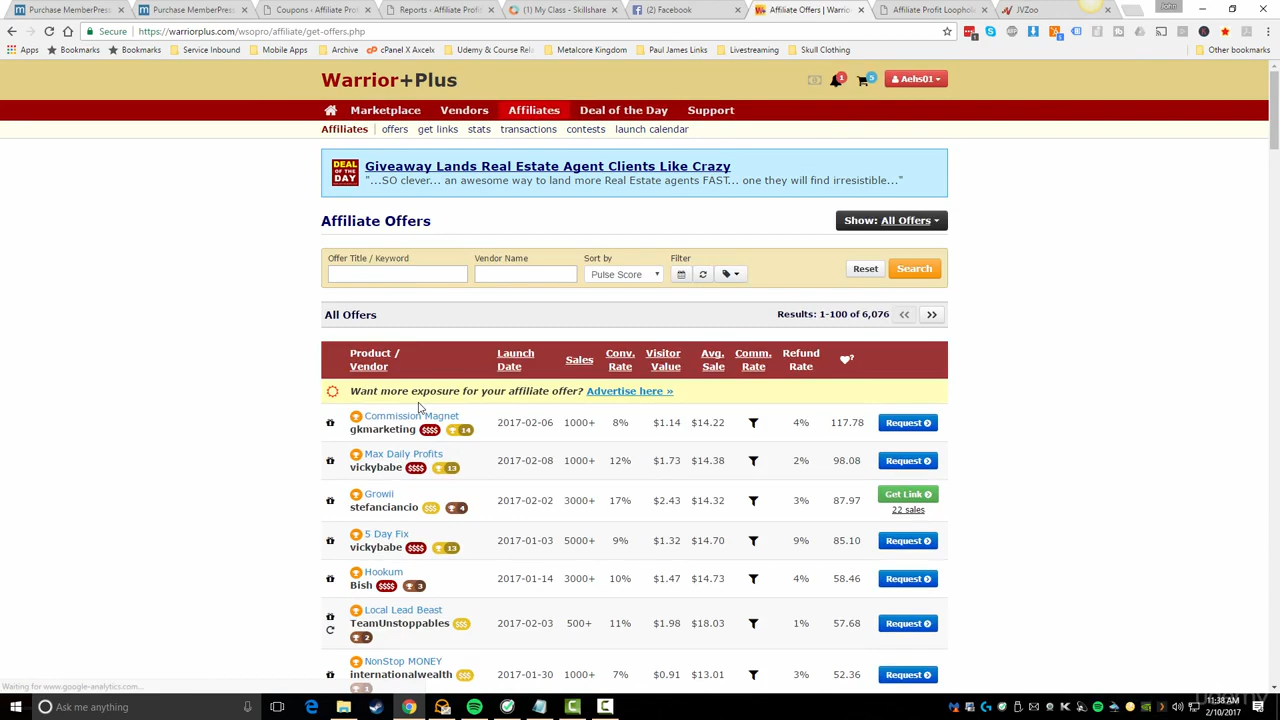 Purchase MemberPress
Purchase MemberPress
Coupons ‹ Affiliate Prof
Reports ‹ Affiliate Profit
(1) My Class - Skillshare
(2) Facebook
Affiliate Offers | Warrior
Affiliate Profit Loophole
JVZoo
John
Secure
https://warriorplus.com/wsopro/affiliate/get-offers.php
Apps
Bookmarks
Bookmarks
Service Inbound
Mobile Apps
Archive
cPanel X Axcelx
Udemy & Course Rele
Metalcore Kingdom
Paul James Links
Livestreaming
Skull Clothing
Other bookmarks
Warrior+Plus
1
5
Aehs01
Marketplace
Vendors
Affiliates
Deal of the Day
Support
Affiliates
offers
get links
stats
transactions
contests
launch calendar
DEAL OF THE DAY
Giveaway Lands Real Estate Agent Clients Like Crazy
"...SO clever... an awesome way to land more Real Estate agents FAST... one they will find irresistible..."
Affiliate Offers
Show: All Offers
Offer Title / Keyword
Vendor Name
Sort by
Filter
Pulse Score
Reset
Search
All Offers
Results: 1-100 of 6,076
Product / Vendor
Launch Date
Sales
Conv. Rate
Visitor Value
Avg. Sale
Comm. Rate
Refund Rate
?
Want more exposure for your affiliate offer? Advertise here »
Commission Magnet
gkmarketing $$$$ 14
2017-02-06 1000+ 8% $1.14 $14.22 4% 117.78 Request
Max Daily Profits
vickybabe $$$$ 13
2017-02-08 1000+ 12% $1.73 $14.38 2% 98.08 Request
Growii
stefanciancio $$$ 4
2017-02-02 3000+ 17% $2.43 $14.32 3% 87.97 Get Link
22 sales
5 Day Fix
vickybabe $$$$ 13
2017-01-03 5000+ 9% $1.32 $14.70 9% 85.10 Request
Hookum
Bish $$$$ 3
2017-01-14 3000+ 10% $1.47 $14.73 4% 58.46 Request
Local Lead Beast
TeamUnstoppables $$$
2
2017-02-03 500+ 11% $1.98 $18.03 1% 57.68 Request
NonStop MONEY
internationalwealth $$$
1
2017-01-30 1000+ 7% $0.91 $13.01 3% 52.36 Request
Waiting for www.google-analytics.com...
Ask me anything
11:38 AM
2/10/2017